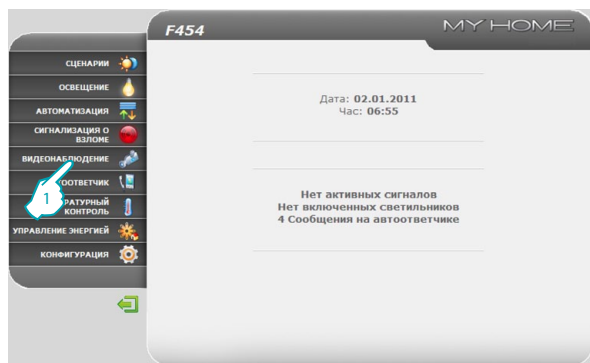 F454
MY HOME
СЦЕНАРИИ
ОСВЕЩЕНИЕ
АВТОМАТИЗАЦИЯ
СИГНАЛИЗАЦИЯ О
ВЗЛОМЕ
ВИДЕОНАБЛЮДЕНИЕ
КОНТРОЛЬ
УПРАВЛЕНИЕ ЭНЕРГИЕЙ
КОНФИГУРАЦИЯ
1
Дата: 02.01.2011
Час: 06:55
Нет активных сигналов
Нет включенных светильников
4 Сообщения на автоответчике